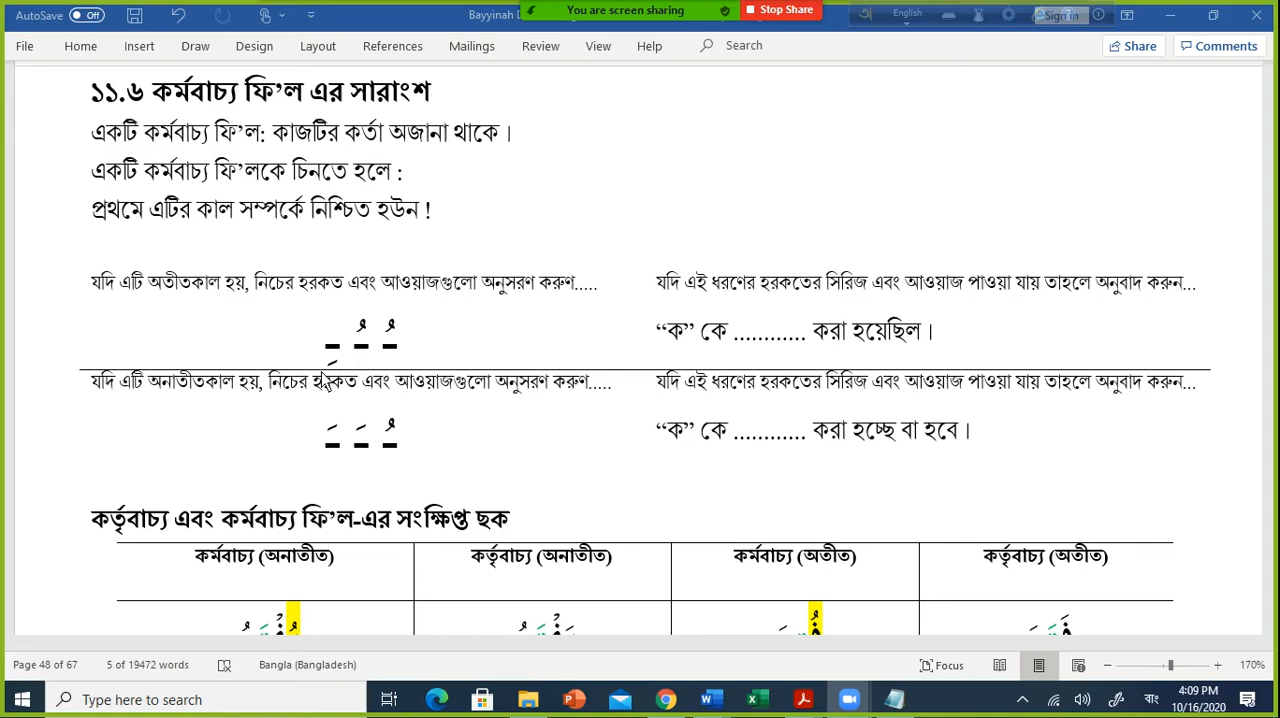 AutoSave Off
Bayyinah D
You are screen sharing
Stop Share
English
Sign in
File Home Insert Draw Design Layout References Mailings Review View Help Search Share Comments
১১.৬ কর্মবাচ্য ফি’ল এর সারাংশ
একটি কর্মবাচ্য ফি’ল: কাজটির কর্তা অজানা থাকে।
একটি কর্মবাচ্য ফি’লকে চিনতে হলে :
প্রথমে এটির কাল সম্পর্কে নিশ্চিত হউন !
যদি এটি অতীতকাল হয়, নিচের হরকত এবং আওয়াজগুলো অনুসরণ করুণ.....
যদি এই ধরণের হরকতের সিরিজ এবং আওয়াজ পাওয়া যায় তাহলে অনুবাদ করুন...
“ক” কে ............ করা হয়েছিল।
যদি এটি অনাতীতকাল হয়, নিচের হরকত এবং আওয়াজগুলো অনুসরণ করুণ.....
যদি এই ধরণের হরকতের সিরিজ এবং আওয়াজ পাওয়া যায় তাহলে অনুবাদ করুন...
“ক” কে ............ করা হচ্ছে বা হবে।
কর্তৃবাচ্য এবং কর্মবাচ্য ফি’ল-এর সংক্ষিপ্ত ছক
কর্মবাচ্য (অনাতীত) কর্তৃবাচ্য (অনাতীত) কর্মবাচ্য (অতীত) কর্তৃবাচ্য (অতীত)
Page 48 of 67 5 of 19472 words Bangla (Bangladesh) Focus 170%
Type here to search
বাং
4:09 PM
10/16/2020